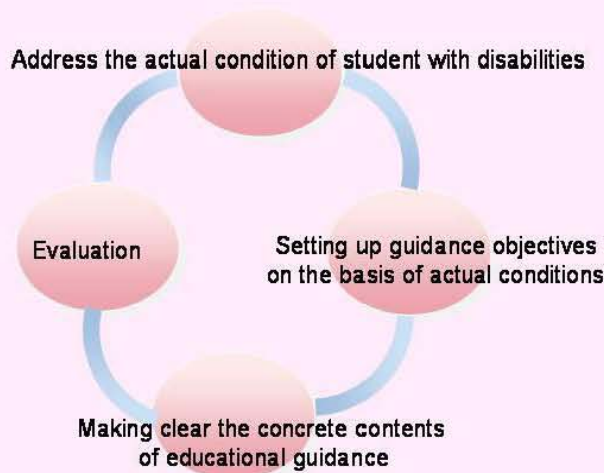 Address the actual condition of student with disabilities
Evaluation
Setting up guidance objectives
on the basis of actual conditions
Making clear the concrete contents
of educational guidance